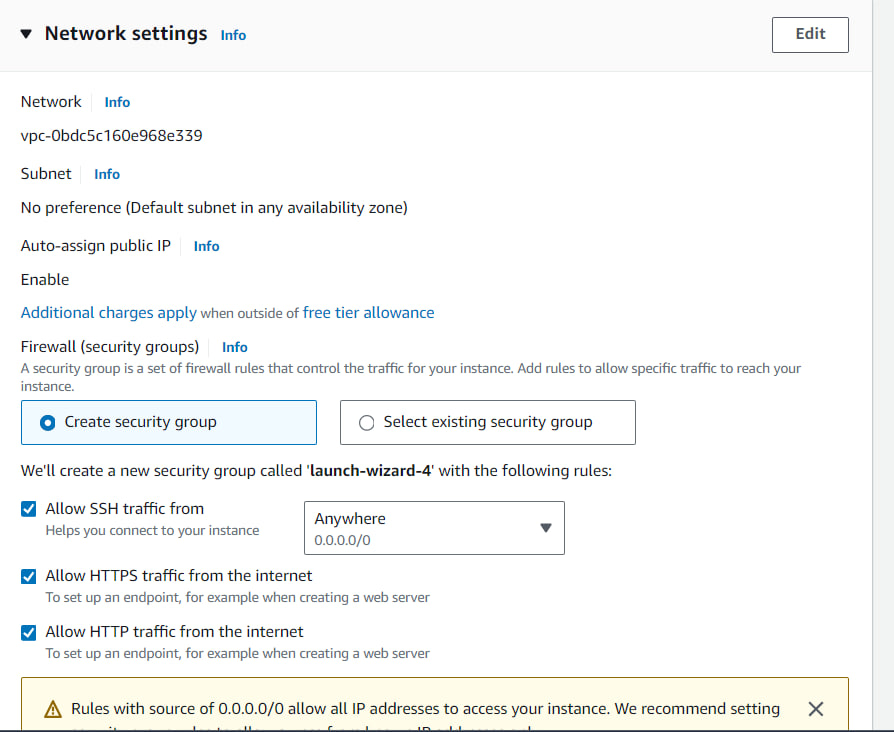 Network settings Info
Edit
Network Info
vpc-0bdc5c160e968e339
Subnet Info
No preference (Default subnet in any availability zone)
Auto-assign public IP Info
Enable
Additional charges apply when outside of free tier allowance
Firewall (security groups) Info
A security group is a set of firewall rules that control the traffic for your instance. Add rules to allow specific traffic to reach your
instance.
Create security group
Select existing security group
We'll create a new security group called 'launch-wizard-4' with the following rules:
Allow SSH traffic from
Helps you connect to your instance
Anywhere
0.0.0.0/0
Allow HTTPS traffic from the internet
To set up an endpoint, for example when creating a web server
Allow HTTP traffic from the internet
To set up an endpoint, for example when creating a web server
Rules with source of 0.0.0.0/0 allow all IP addresses to access your instance. We recommend setting